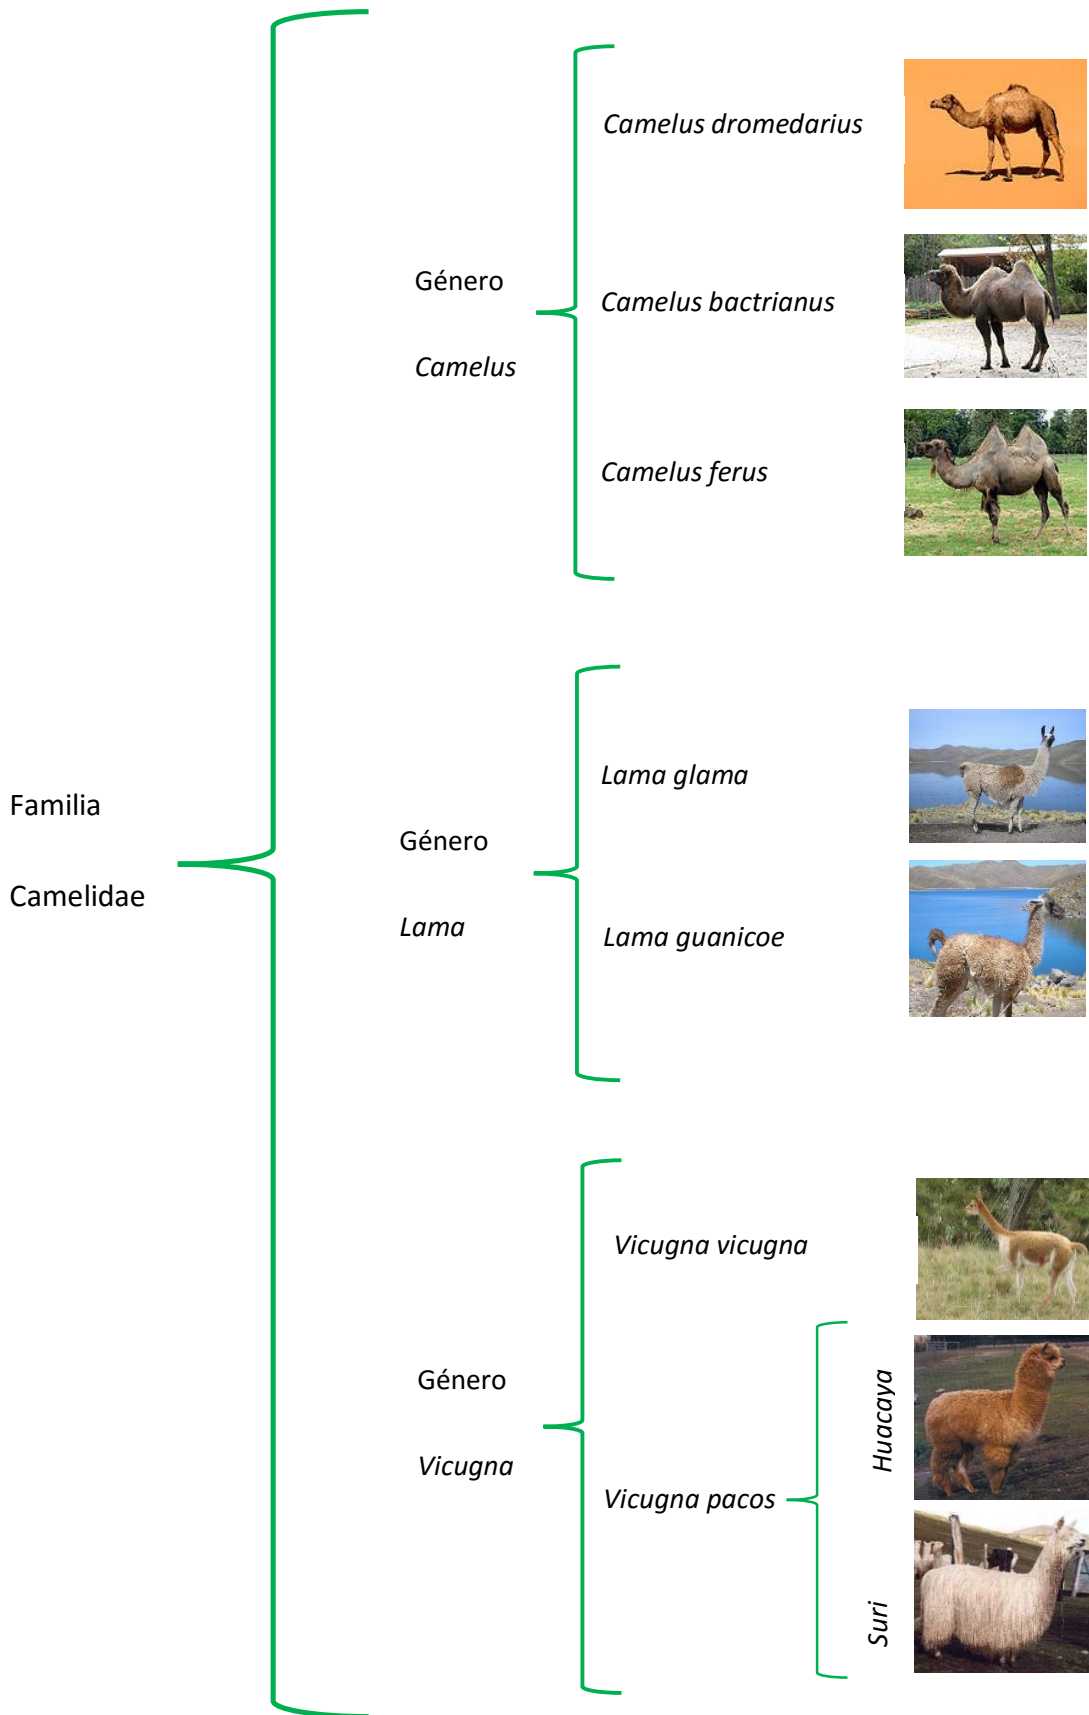 Familia
Camelidae
Género
Camelus
Camelus dromedarius
Camelus bactrianus
Camelus ferus
Género
Lama
Lama glama
Lama guanicoe
Género
Vicugna
Vicugna vicugna
Vicugna pacos
Huacaya
Suri